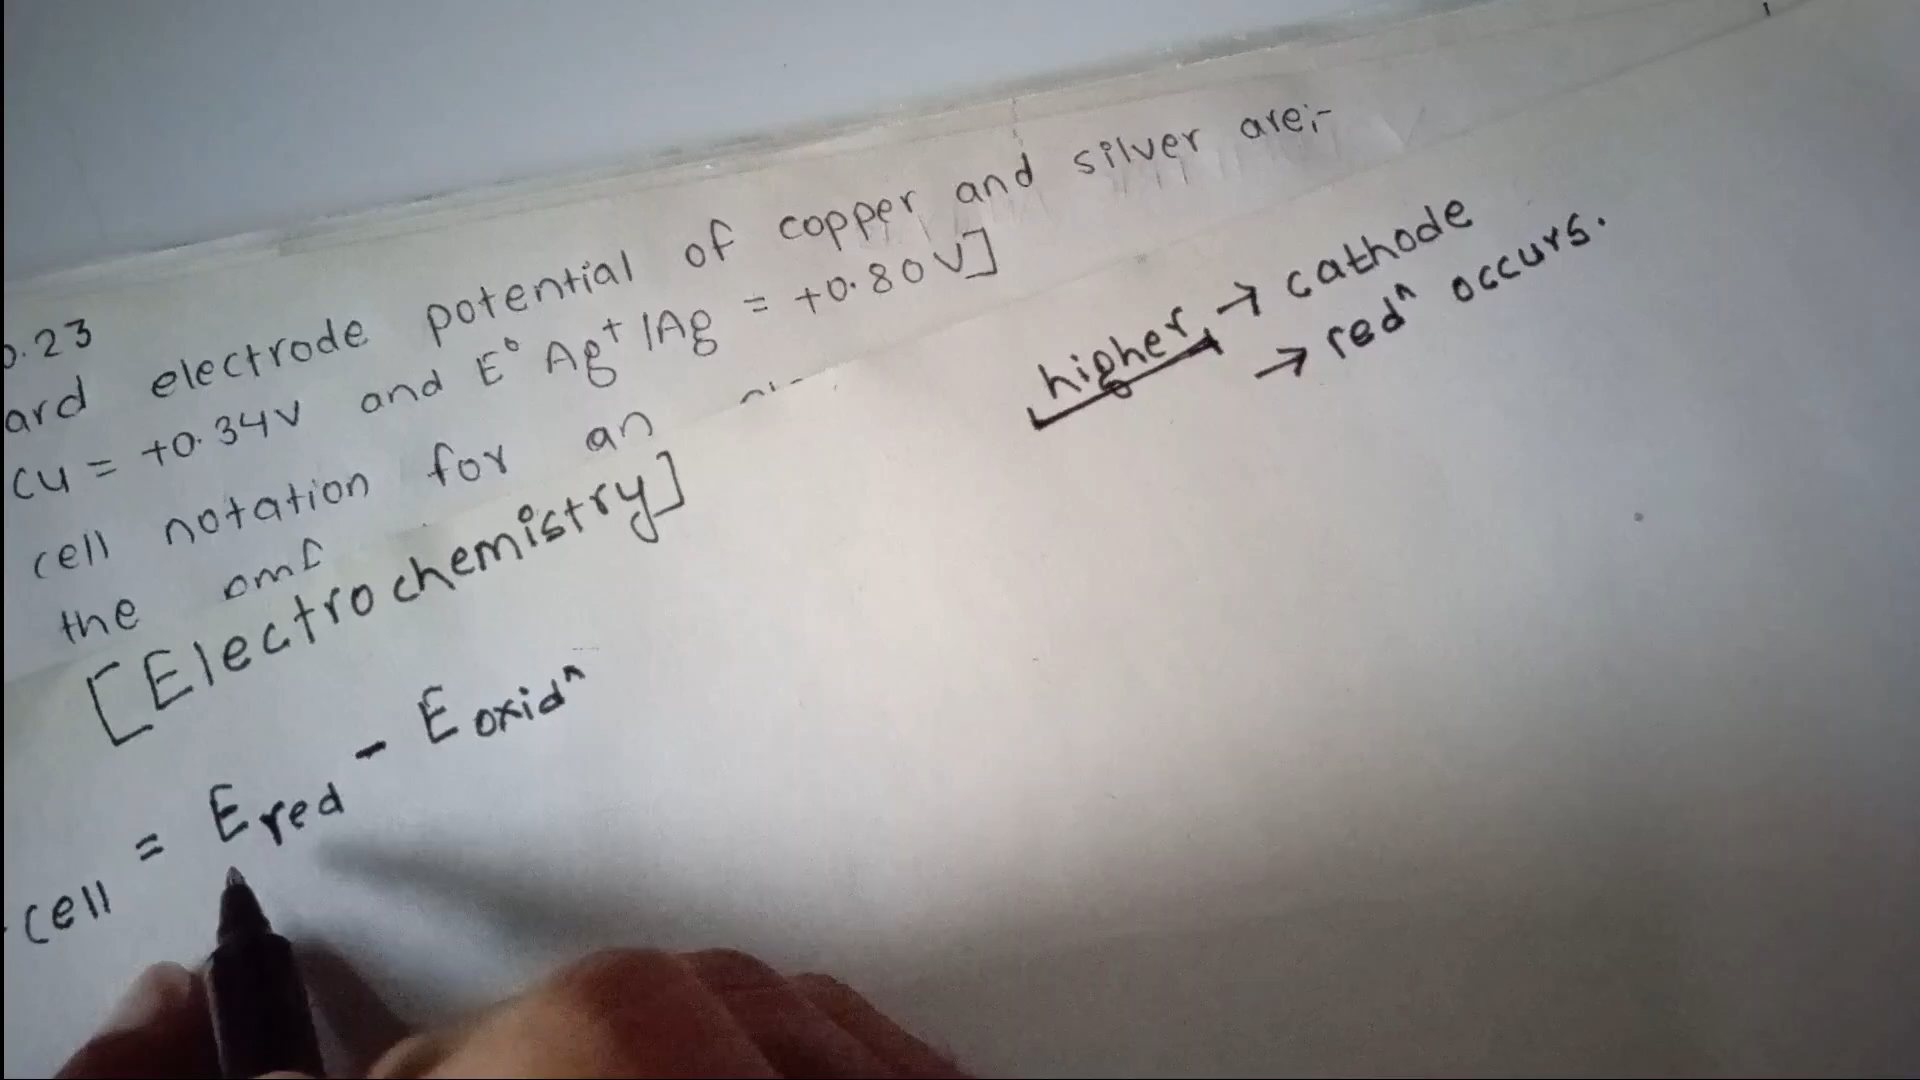 .23
ard electrode potential of copper and silver are:-
Cu = +0.34V and E° Ag+ |Ag = +0.80V]
cell notation for an
the emf
[Electrochemistry]
cell = Ered - Eoxidⁿ
higher → cathode
→ redⁿ occurs.